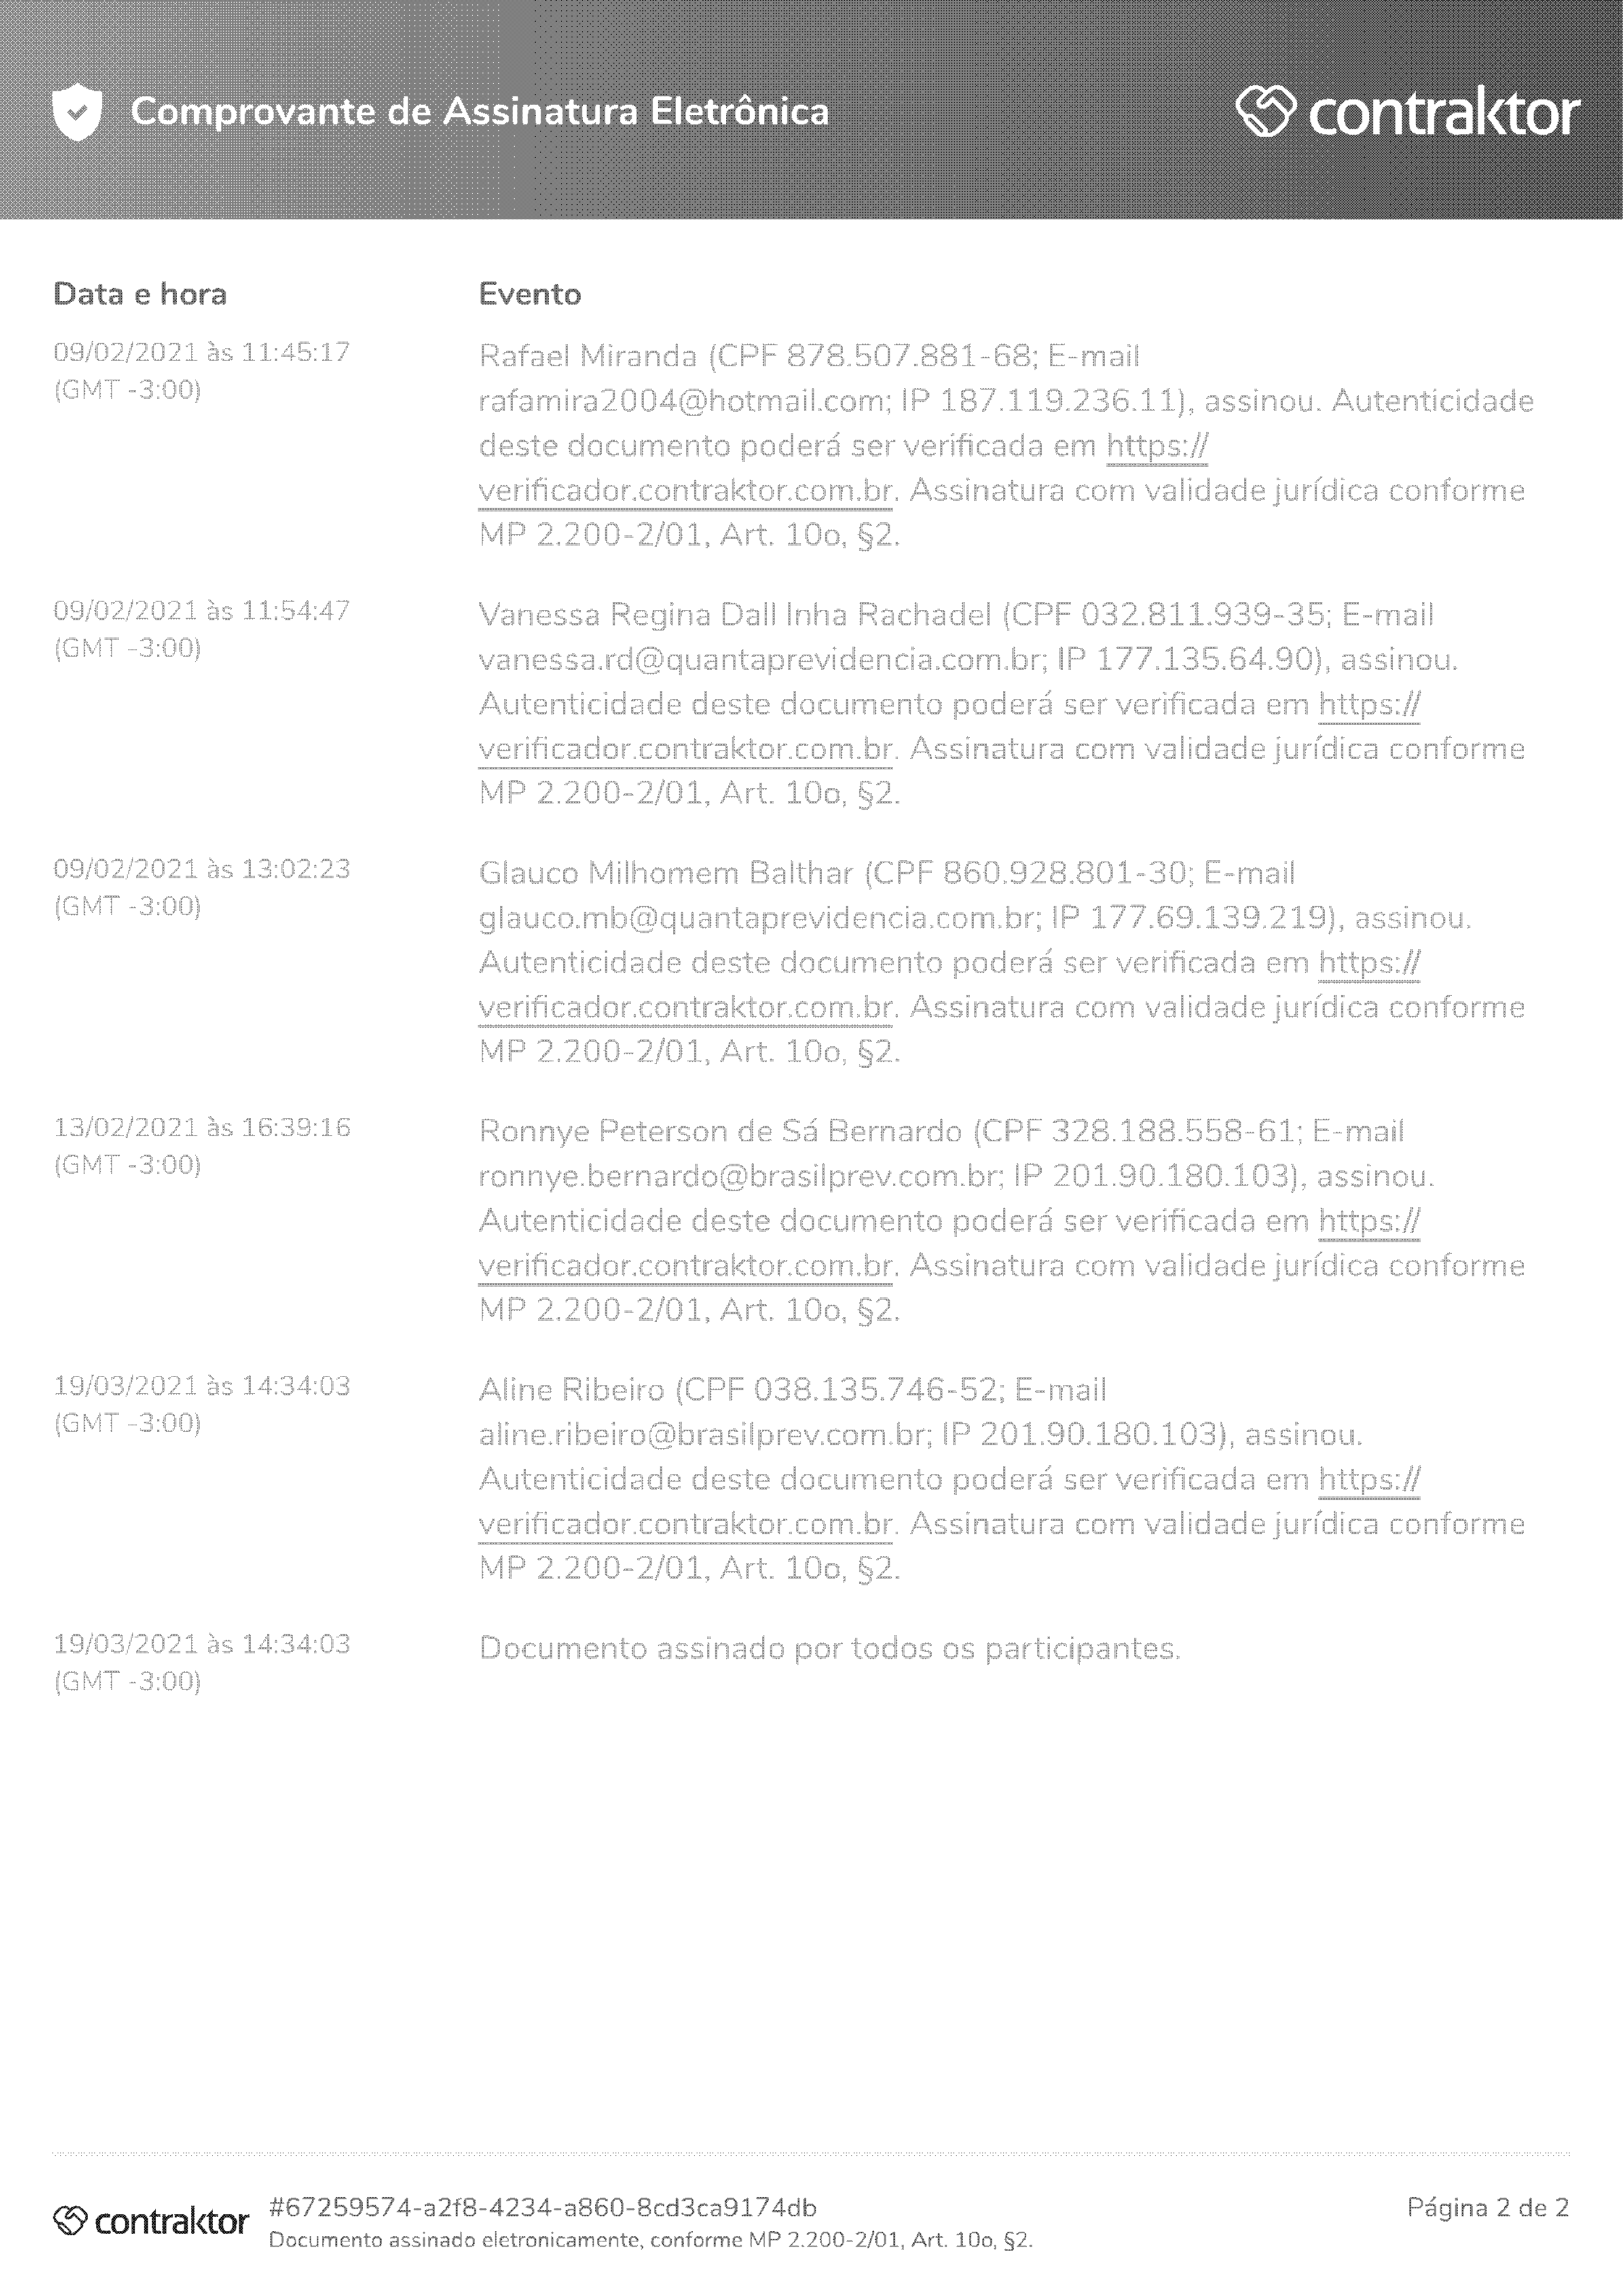 Comprovante de Assinatura Eletrônica
contraktor
Data e hora
Evento
09/02/2021 às 11:45:17
(GMT -3:00)
Rafael Miranda (CPF 878.507.881-68; E-mail
rafamira2004@hotmail.com; IP 187.119.236.11), assinou. Autenticidade
deste documento poderá ser verificada em https://
verificador.contraktor.com.br. Assinatura com validade jurídica conforme
MP 2.200-2/01, Art. 10o, §2.
09/02/2021 às 11:54:47
(GMT -3:00)
Vanessa Regina Dall Inha Rachadel (CPF 032.811.939-35; E-mail
vanessa.rd@quantaprevidencia.com.br; IP 177.135.64.90), assinou.
Autenticidade deste documento poderá ser verificada em https://
verificador.contraktor.com.br. Assinatura com validade jurídica conforme
MP 2.200-2/01, Art. 10o, §2.
09/02/2021 às 13:02:23
(GMT -3:00)
Glauco Milhomem Balthar (CPF 860.928.801-30; E-mail
glauco.mb@quantaprevidencia.com.br; IP 177.69.139.219), assinou.
Autenticidade deste documento poderá ser verificada em https://
verificador.contraktor.com.br. Assinatura com validade jurídica conforme
MP 2.200-2/01, Art. 10o, §2.
13/02/2021 às 16:39:16
(GMT -3:00)
Ronnye Peterson de Sá Bernardo (CPF 328.188.558-61; E-mail
ronnye.bernardo@brasilprev.com.br; IP 201.90.180.103), assinou.
Autenticidade deste documento poderá ser verificada em https://
verificador.contraktor.com.br. Assinatura com validade jurídica conforme
MP 2.200-2/01, Art. 10o, §2.
19/03/2021 às 14:34:03
(GMT -3:00)
Aline Ribeiro (CPF 038.135.746-52; E-mail
aline.ribeiro@brasilprev.com.br; IP 201.90.180.103), assinou.
Autenticidade deste documento poderá ser verificada em https://
verificador.contraktor.com.br. Assinatura com validade jurídica conforme
MP 2.200-2/01, Art. 10o, §2.
19/03/2021 às 14:34:03
(GMT -3:00)
Documento assinado por todos os participantes.
contraktor
#67259574-a2f8-4234-a860-8cd3ca9174db
Documento assinado eletronicamente, conforme MP 2.200-2/01, Art. 10o, §2.
Página 2 de 2